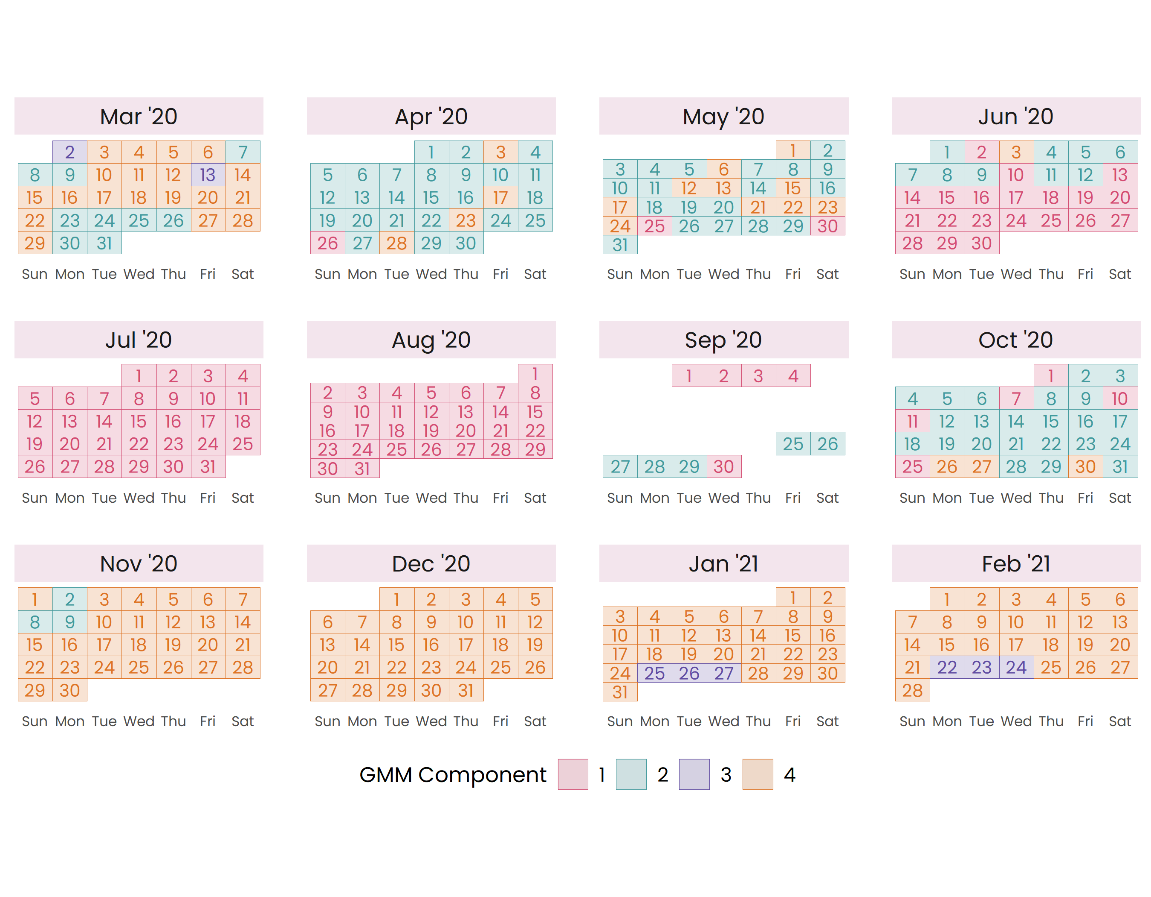 Mar '20 Apr '20 May '20 Jun '20
2 3 4 5 6 7 1 2 3 4 1 2 1 2 3 4 5 6
8 9 10 11 12 13 14 5 6 7 8 9 10 11 3 4 5 6 7 8 9 7 8 9 10 11 12 13
15 16 17 18 19 20 21 12 13 14 15 16 17 18 10 11 12 13 14 15 16 14 15 16 17 18 19 20
22 23 24 25 26 27 28 19 20 21 22 23 24 25 17 18 19 20 21 22 23 21 22 23 24 25 26 27
29 30 31 26 27 28 29 30 24 25 26 27 28 29 30 28 29 30
31
Sun Mon Tue Wed Thu Fri Sat Sun Mon Tue Wed Thu Fri Sat Sun Mon Tue Wed Thu Fri Sat Sun Mon Tue Wed Thu Fri Sat
Jul '20 Aug '20 Sep '20 Oct '20
1 2 3 4 1 1 2 3 4 1 2 3
5 6 7 8 9 10 11 2 3 4 5 6 7 8 4 5 6 7 8 9 10
12 13 14 15 16 17 18 9 10 11 12 13 14 15 11 12 13 14 15 16 17
19 20 21 22 23 24 25 16 17 18 19 20 21 22 25 26 18 19 20 21 22 23 24
26 27 28 29 30 31 23 24 25 26 27 28 29 27 28 29 30 25 26 27 28 29 30 31
30 31
Sun Mon Tue Wed Thu Fri Sat Sun Mon Tue Wed Thu Fri Sat Sun Mon Tue Wed Thu Fri Sat Sun Mon Tue Wed Thu Fri Sat
Nov '20 Dec '20 Jan '21 Feb '21
1 2 3 4 5 6 7 1 2 3 4 5 1 2 1 2 3 4 5 6
8 9 10 11 12 13 14 6 7 8 9 10 11 12 3 4 5 6 7 8 9 7 8 9 10 11 12 13
15 16 17 18 19 20 21 13 14 15 16 17 18 19 10 11 12 13 14 15 16 14 15 16 17 18 19 20
22 23 24 25 26 27 28 20 21 22 23 24 25 26 17 18 19 20 21 22 23 21 22 23 24 25 26 27
29 30 27 28 29 30 31 24 25 26 27 28 29 30 28
31
Sun Mon Tue Wed Thu Fri Sat Sun Mon Tue Wed Thu Fri Sat Sun Mon Tue Wed Thu Fri Sat Sun Mon Tue Wed Thu Fri Sat
GMM Component 1 2 3 4